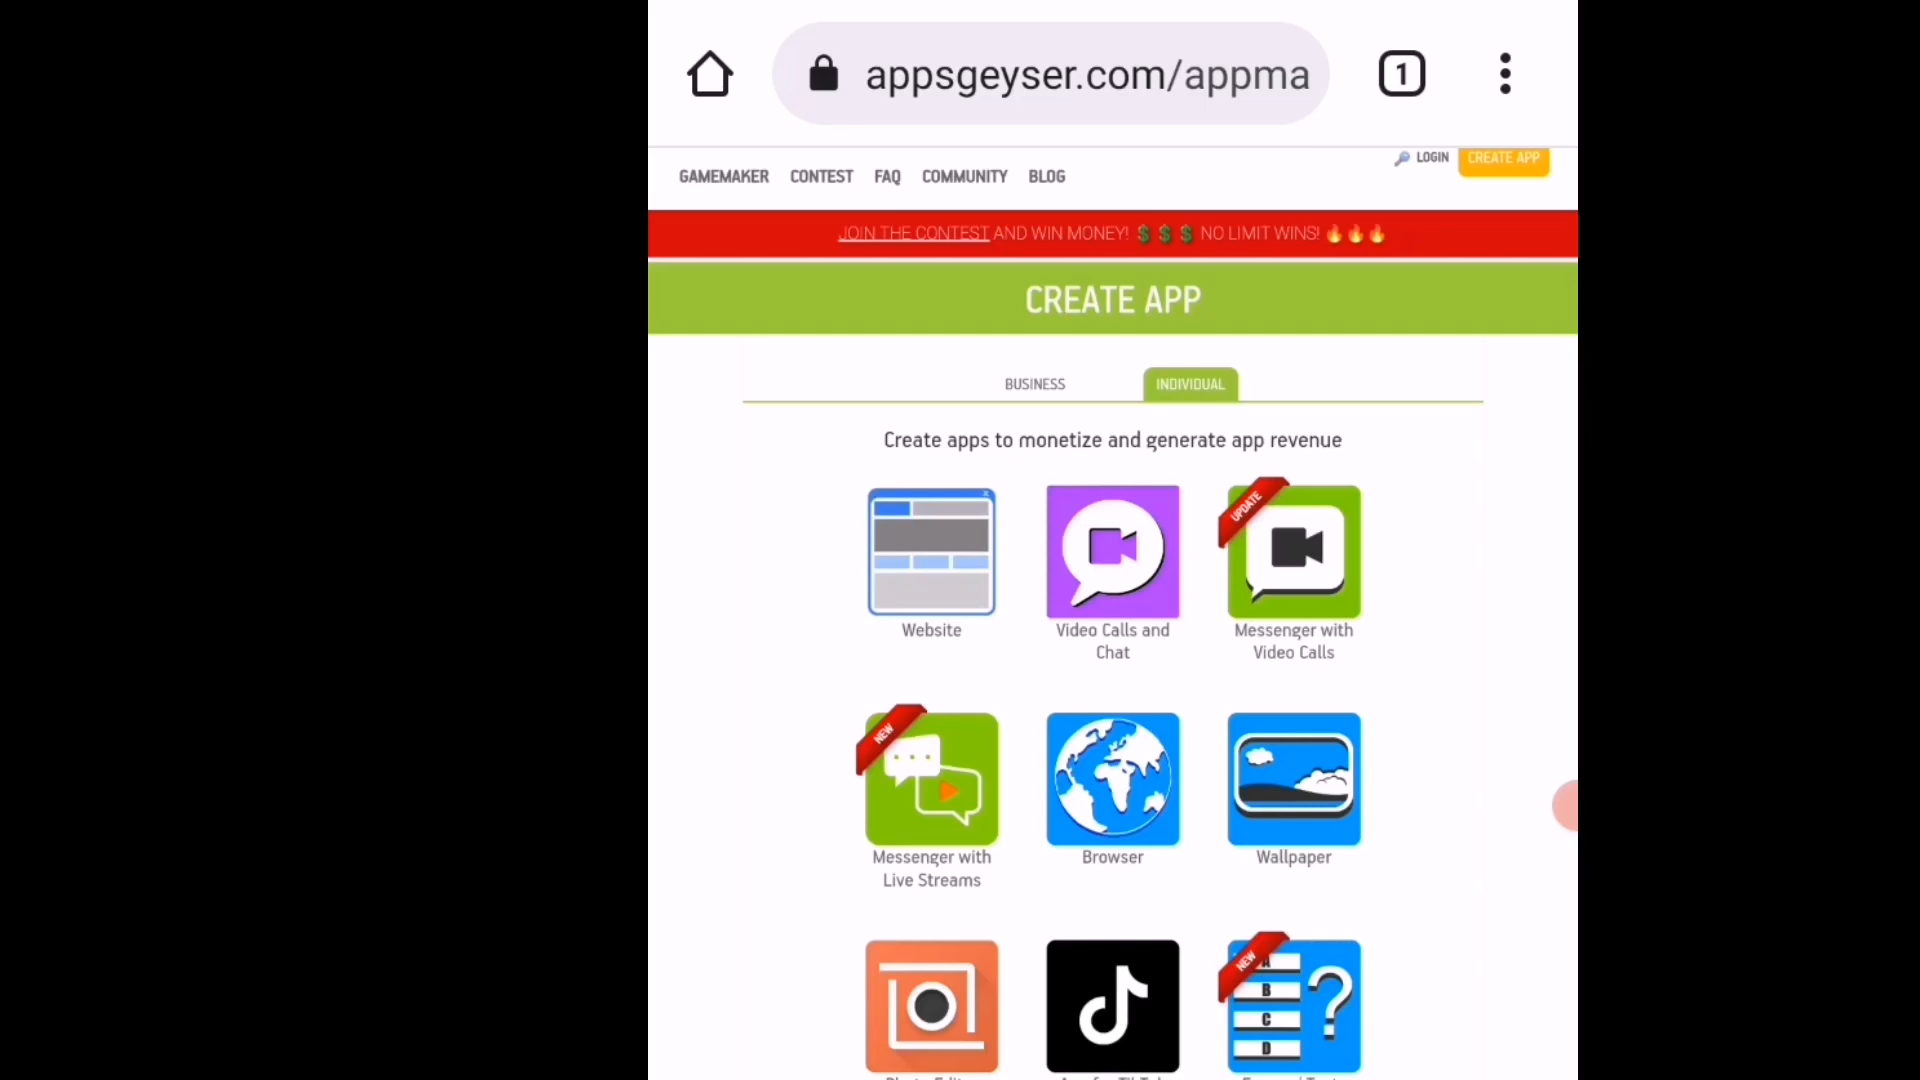 appsgeyser.com/appma
1
LOGIN
CREATE APP
GAMEMAKER CONTEST FAQ COMMUNITY BLOG
JOIN THE CONTEST AND WIN MONEY! 💲💲💲 NO LIMIT WINS! 🔥🔥🔥
CREATE APP
BUSINESS INDIVIDUAL
Create apps to monetize and generate app revenue
UPDATE
Website
Video Calls and
Chat
Messenger with
Video Calls
NEW
Messenger with
Live Streams
Browser
Wallpaper
NEW
A
B
C
D